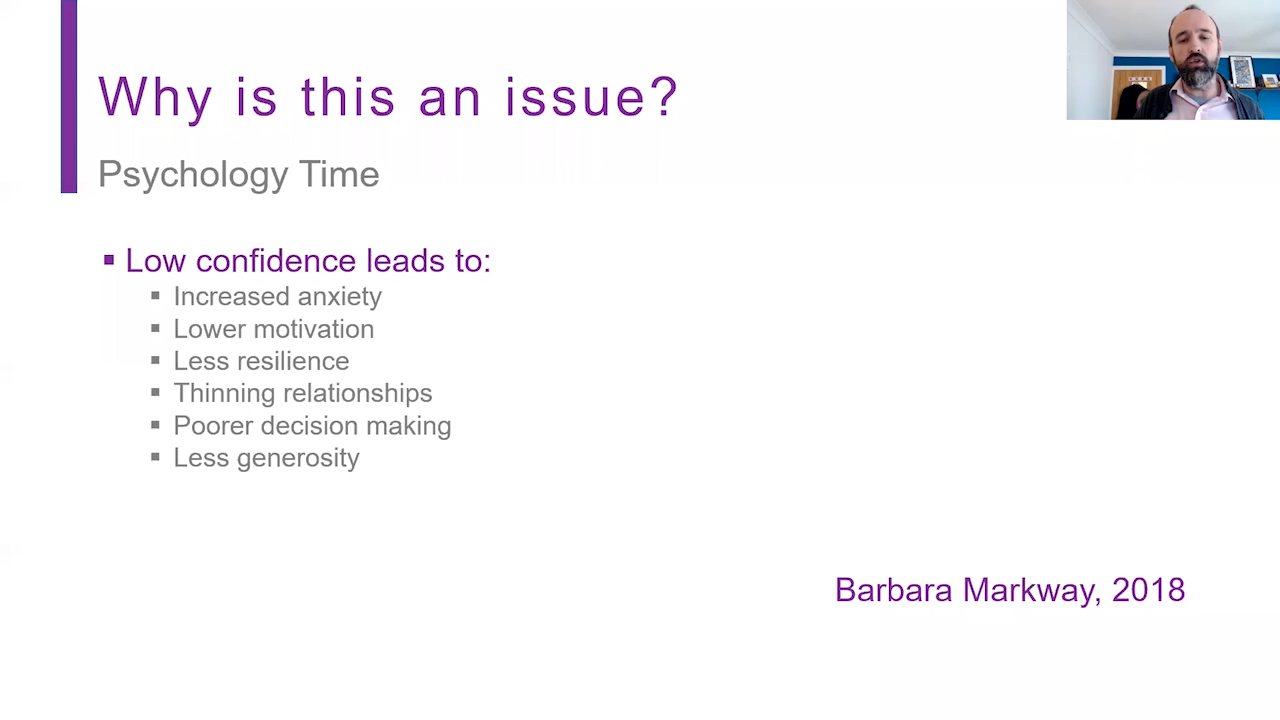 Why is this an issue?
Psychology Time
▪ Low confidence leads to:
▪ Increased anxiety
▪ Lower motivation
▪ Less resilience
▪ Thinning relationships
▪ Poorer decision making
▪ Less generosity
Barbara Markway, 2018